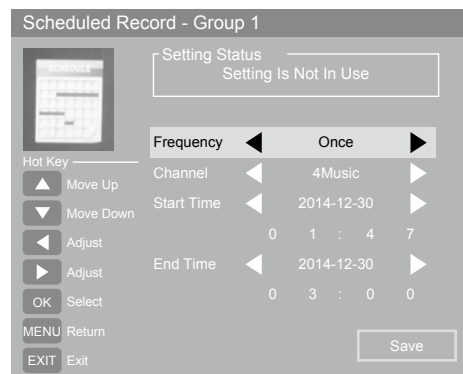 Scheduled Record - Group 1
SCHEDULE
Setting Status
Setting Is Not In Use
Frequency Once
Channel 4Music
Start Time 2014-12-30
0 1 : 4 7
End Time 2014-12-30
0 3 : 0 0
Save
Hot Key
Move Up
Move Down
Adjust
Adjust
OK Select
MENU Return
EXIT Exit